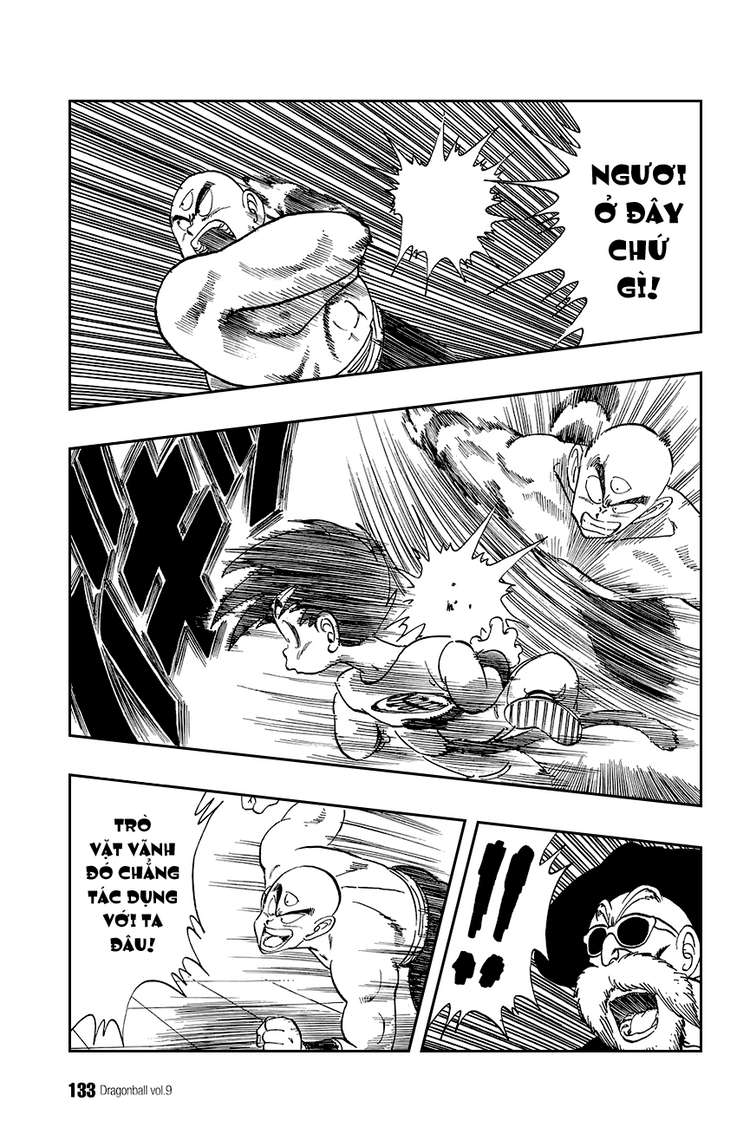 NGƯƠI
Ở ĐÂY
CHỨ
GÌ!
!!
TRÒ
VẶT VÃNH
ĐÓ CHẲNG
TÁC DỤNG
VỚI TA
ĐÂU!
133 Dragonball vol.9